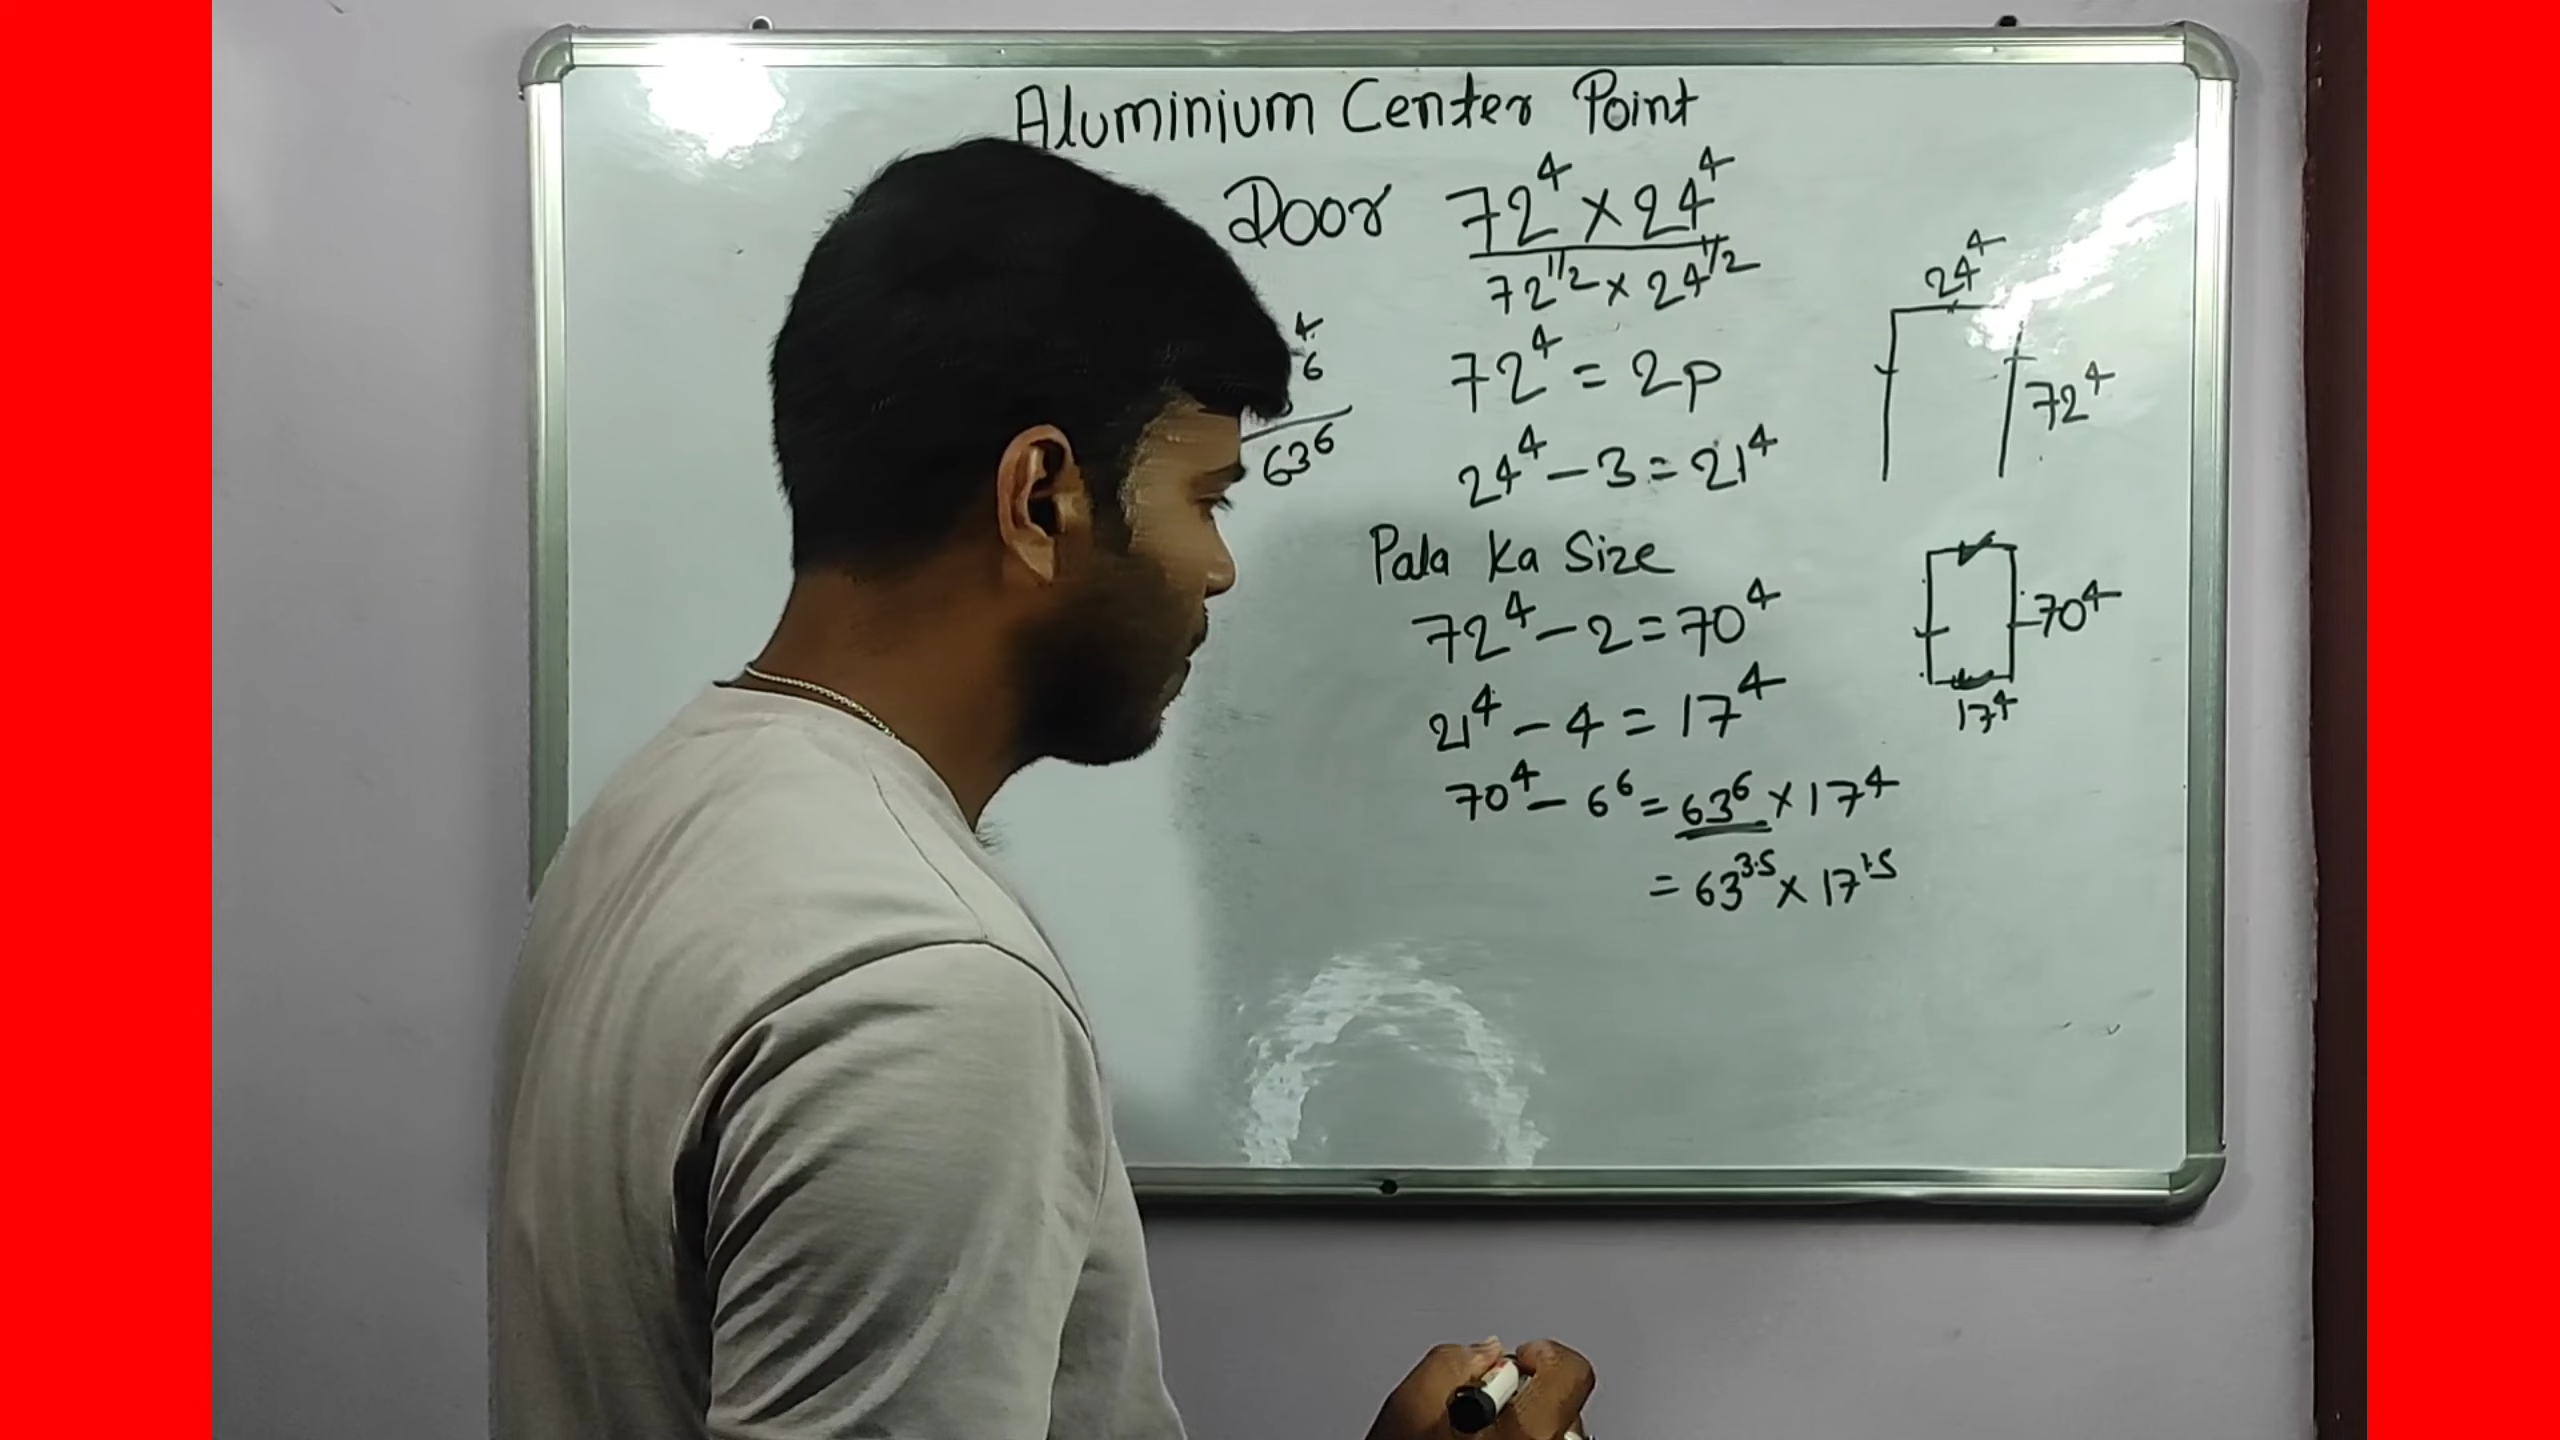 Aluminium Center Point
Door 72⁴ × 24⁴
72¹/² × 24¹/²
72⁴ = 2p
24⁴ – 3 = 21⁴
Pala Ka Size
72⁴ – 2 = 70⁴
21⁴ – 4 = 17⁴
70⁴ – 6⁶ = 63⁶ × 17⁴
= 63³·⁵ × 17¹·⁵
4
6
63⁶
24⁴
72⁴
70⁴
17⁴